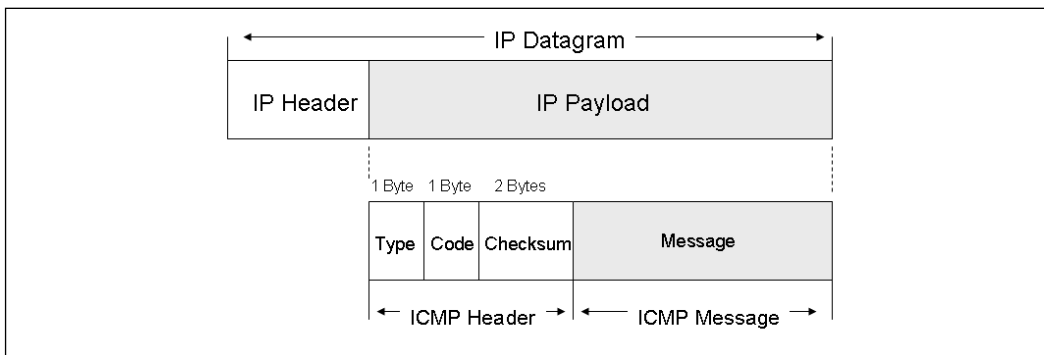 IP Datagram
IP Header IP Payload
1 Byte 1 Byte 2 Bytes
Type Code Checksum Message
ICMP Header ICMP Message